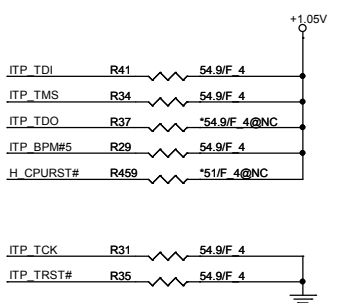 +1.05V
ITP_TDI R41 54.9/F_4
ITP_TMS R34 54.9/F_4
ITP_TDO R37 *54.9/F_4@NC
ITP_BPM#5 R29 54.9/F_4
H_CPURST# R459 *51/F_4@NC
ITP_TCK R31 54.9/F_4
ITP_TRST# R35 54.9/F_4